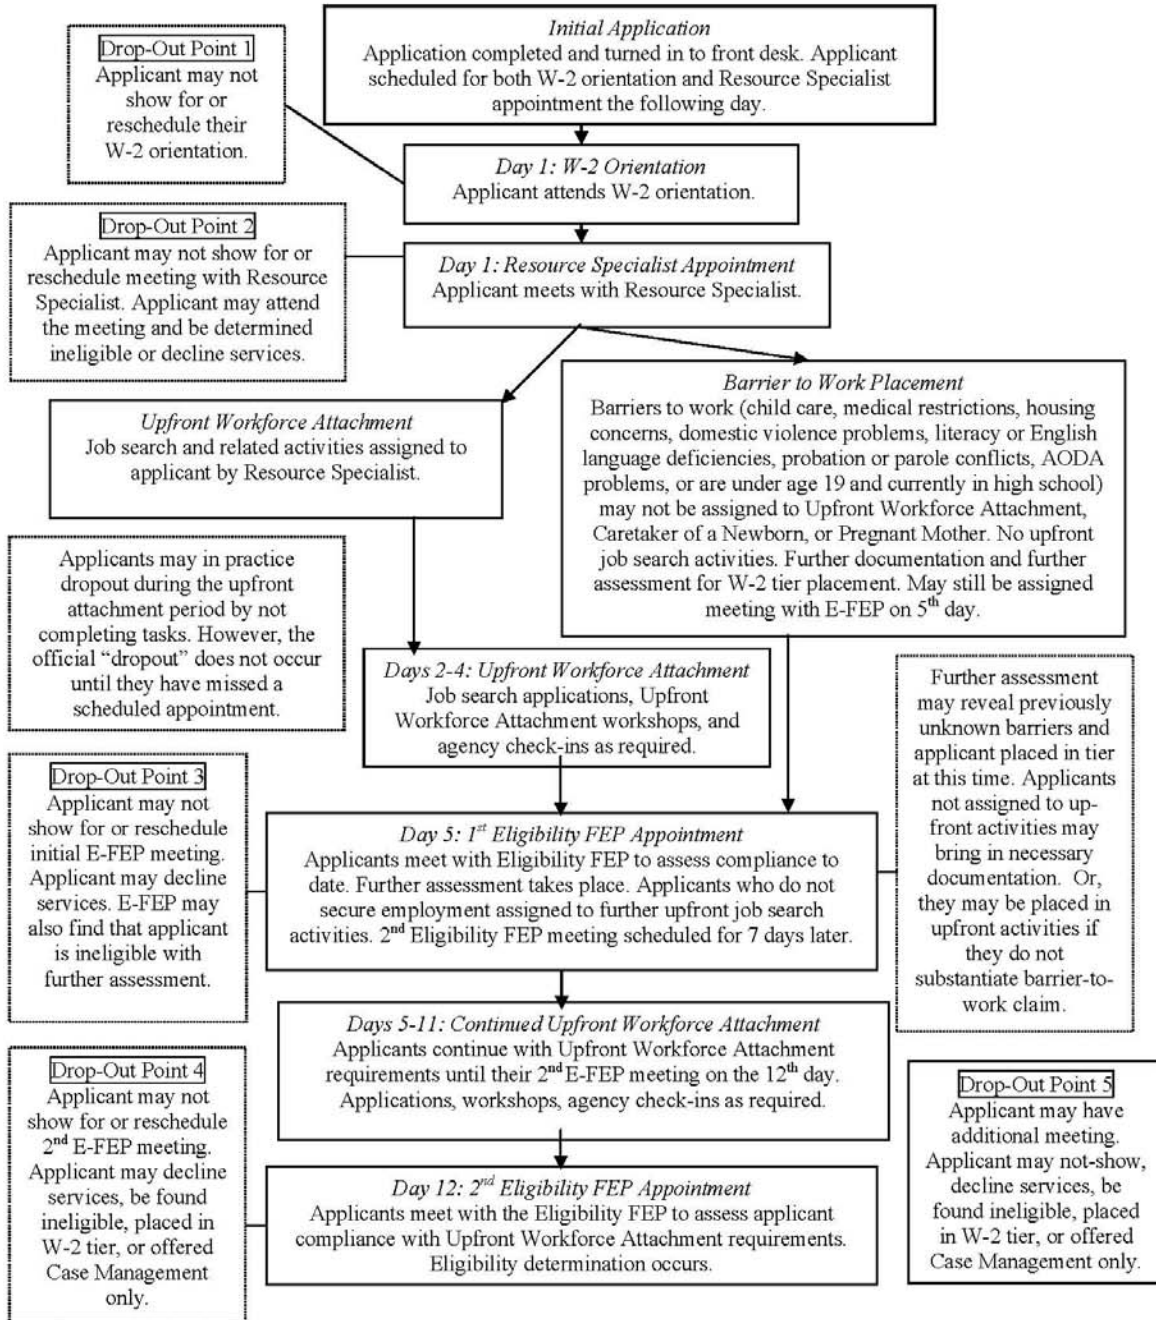 Initial Application
Application completed and turned in to front desk. Applicant
scheduled for both W-2 orientation and Resource Specialist
appointment the following day.
Drop-Out Point 1
Applicant may not
show for or
reschedule their
W-2 orientation.
Day 1: W-2 Orientation
Applicant attends W-2 orientation.
Drop-Out Point 2
Applicant may not show for or
reschedule meeting with Resource
Specialist. Applicant may attend
the meeting and be determined
ineligible or decline services.
Day 1: Resource Specialist Appointment
Applicant meets with Resource Specialist.
Upfront Workforce Attachment
Job search and related activities assigned to
applicant by Resource Specialist.
Barrier to Work Placement
Barriers to work (child care, medical restrictions, housing
concerns, domestic violence problems, literacy or English
language deficiencies, probation or parole conflicts, AODA
problems, or are under age 19 and currently in high school)
may not be assigned to Upfront Workforce Attachment,
Caretaker of a Newborn, or Pregnant Mother. No upfront
job search activities. Further documentation and further
assessment for W-2 tier placement. May still be assigned
meeting with E-FEP on 5th day.
Applicants may in practice
dropout during the upfront
attachment period by not
completing tasks. However, the
official “dropout” does not occur
until they have missed a
scheduled appointment.
Days 2-4: Upfront Workforce Attachment
Job search applications, Upfront
Workforce Attachment workshops, and
agency check-ins as required.
Further assessment
may reveal previously
unknown barriers and
applicant placed in tier
at this time. Applicants
not assigned to up-
front activities may
bring in necessary
documentation. Or,
they may be placed in
upfront activities if
they do not
substantiate barrier-to-
work claim.
Drop-Out Point 3
Applicant may not
show for or reschedule
initial E-FEP meeting.
Applicant may decline
services. E-FEP may
also find that applicant
is ineligible with
further assessment.
Day 5: 1st Eligibility FEP Appointment
Applicants meet with Eligibility FEP to assess compliance to
date. Further assessment takes place. Applicants who do not
secure employment assigned to further upfront job search
activities. 2nd Eligibility FEP meeting scheduled for 7 days later.
Days 5-11: Continued Upfront Workforce Attachment
Applicants continue with Upfront Workforce Attachment
requirements until their 2nd E-FEP meeting on the 12th day.
Applications, workshops, agency check-ins as required.
Drop-Out Point 4
Applicant may not
show for or reschedule
2nd E-FEP meeting.
Applicant may decline
services, be found
ineligible, placed in
W-2 tier, or offered
Case Management
only.
Day 12: 2nd Eligibility FEP Appointment
Applicants meet with the Eligibility FEP to assess applicant
compliance with Upfront Workforce Attachment requirements.
Eligibility determination occurs.
Drop-Out Point 5
Applicant may have
additional meeting.
Applicant may not-show,
decline services, be
found ineligible, placed
in W-2 tier, or offered
Case Management only.